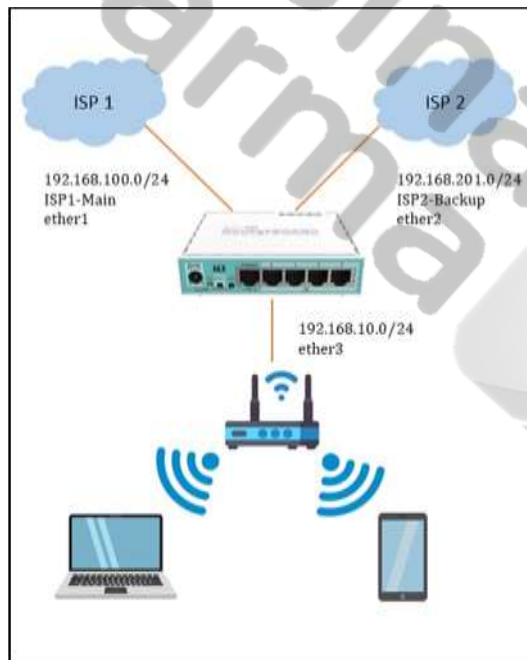 ISP 1
ISP 2
192.168.100.0/24
ISP1-Main
ether1
192.168.201.0/24
ISP2-Backup
ether2
192.168.10.0/24
ether3